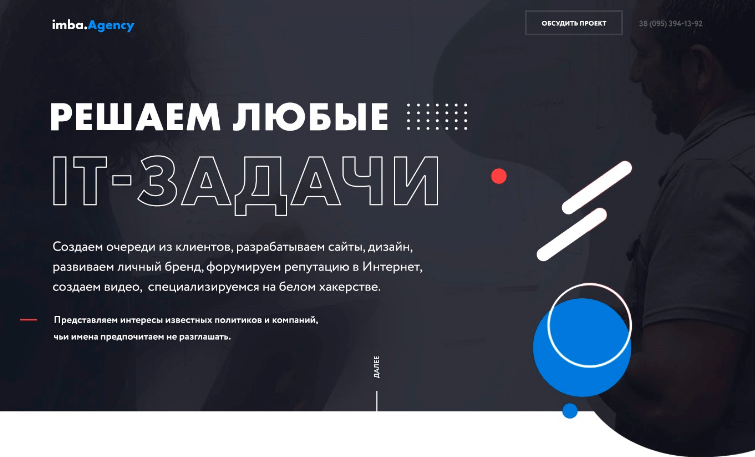 imba.Agency
ОБСУДИТЬ ПРОЕКТ
38 (095) 394-13-92
РЕШАЕМ ЛЮБЫЕ
IT-ЗАДАЧИ
Создаем очереди из клиентов, разрабатываем сайты, дизайн,
развиваем личный бренд, форумируем репутацию в Интернет,
создаем видео, специализируемся на белом хакерстве.
Представляем интересы известных политиков и компаний,
чьи имена предпочитаем не разглашать.
ДАЛЕЕ